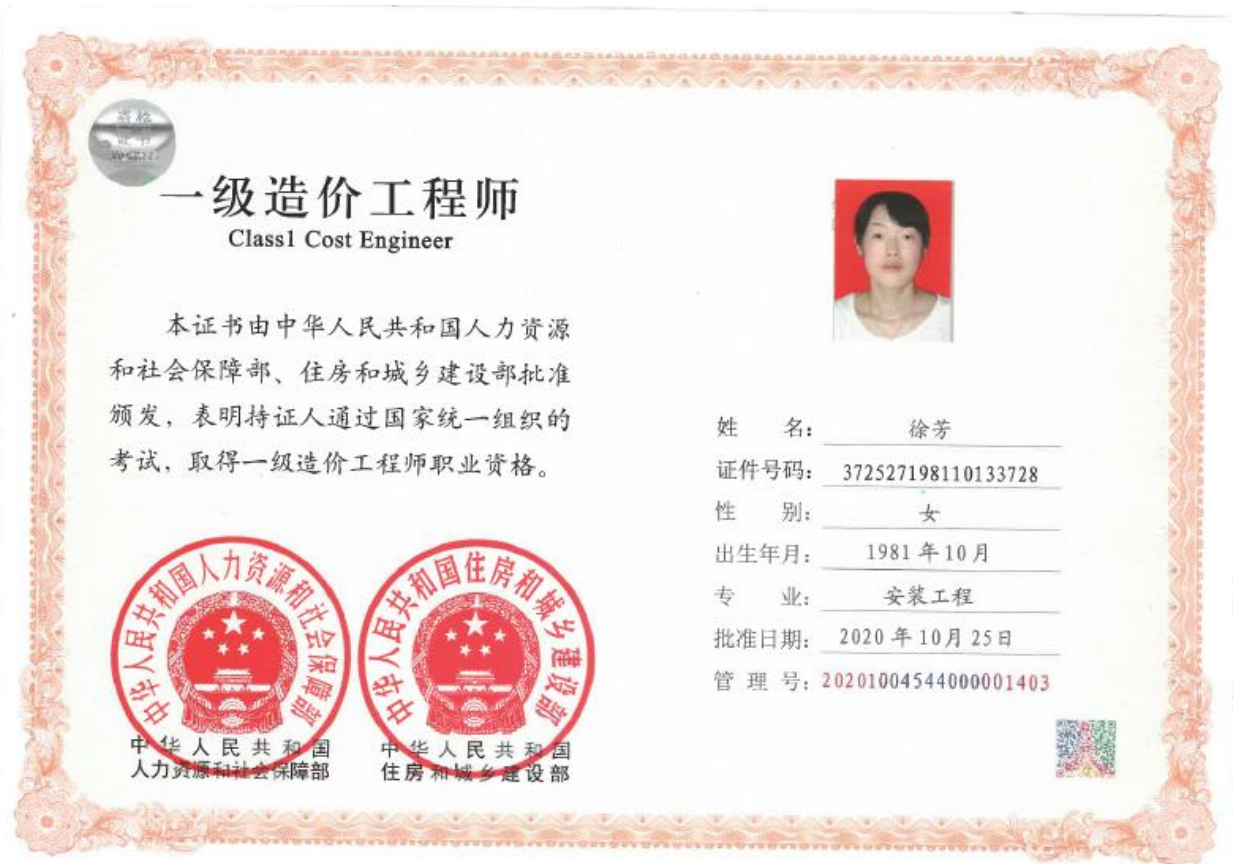 一级造价工程师
Class1 Cost Engineer
本证书由中华人民共和国人力资源
和社会保障部、住房和城乡建设部批准
颁发，表明持证人通过国家统一组织的
考试，取得一级造价工程师职业资格。
中华人民共和国人力资源和社会保障部
中华人民共和国
人力资源和社会保障部
中华人民共和国住房和城乡建设部
中华人民共和国
住房和城乡建设部
姓 名： 徐芳
证件号码： 372527198110133728
性 别： 女
出生年月： 1981年10月
专 业： 安装工程
批准日期： 2020年10月25日
管 理 号： 20201004544000001403